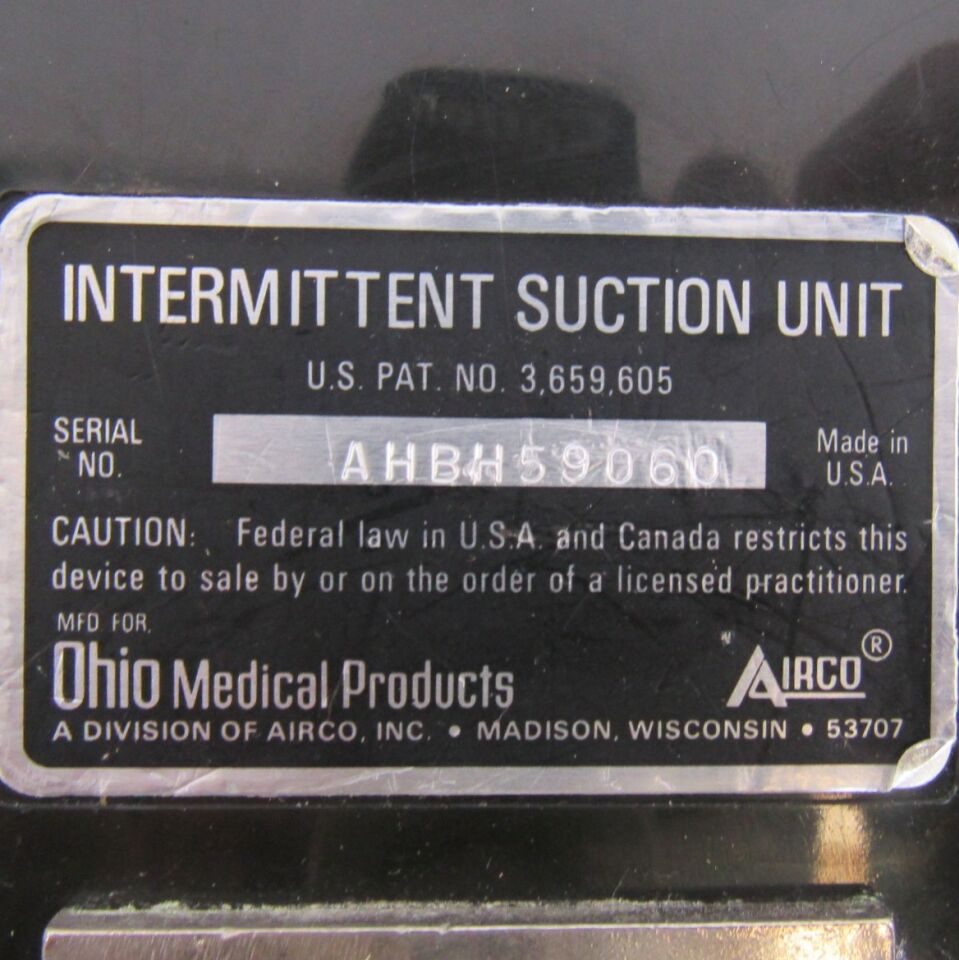 INTERMITTENT SUCTION UNIT
U.S. PAT. NO. 3,659,605
SERIAL NO. AHBH59060 Made in U.S.A.
CAUTION: Federal law in U.S.A. and Canada restricts this
device to sale by or on the order of a licensed practitioner.
MFD FOR,
Ohio Medical Products
AIRCO®
A DIVISION OF AIRCO, INC. • MADISON, WISCONSIN • 53707